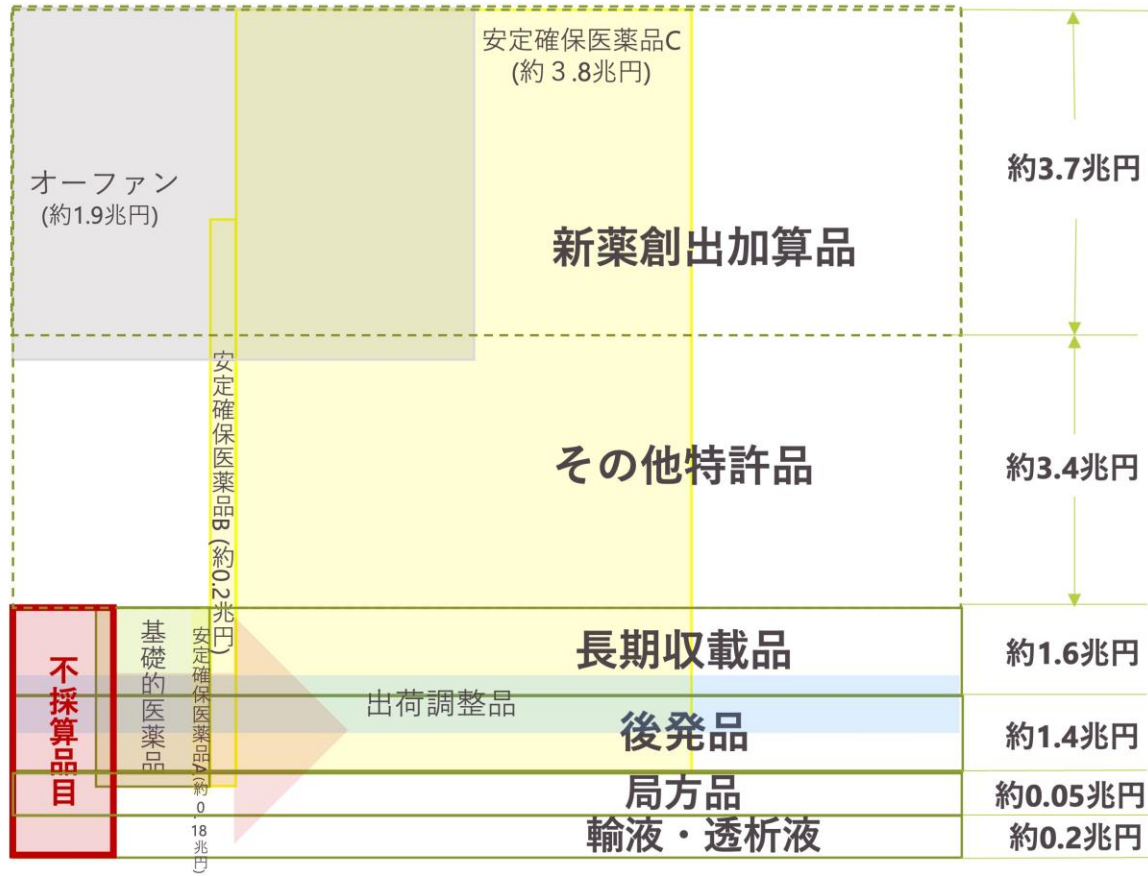 安定確保医薬品C
(約3.8兆円)
約3.7兆円
オーファン
(約1.9兆円)
新薬創出加算品
安定確保医薬品B (約0.2兆円)
その他特許品
約3.4兆円
不採算品目
基礎的医薬品
安定確保医薬品A(約0.18兆円)
長期収載品
約1.6兆円
出荷調整品
後発品
約1.4兆円
局方品
約0.05兆円
輸液・透析液
約0.2兆円